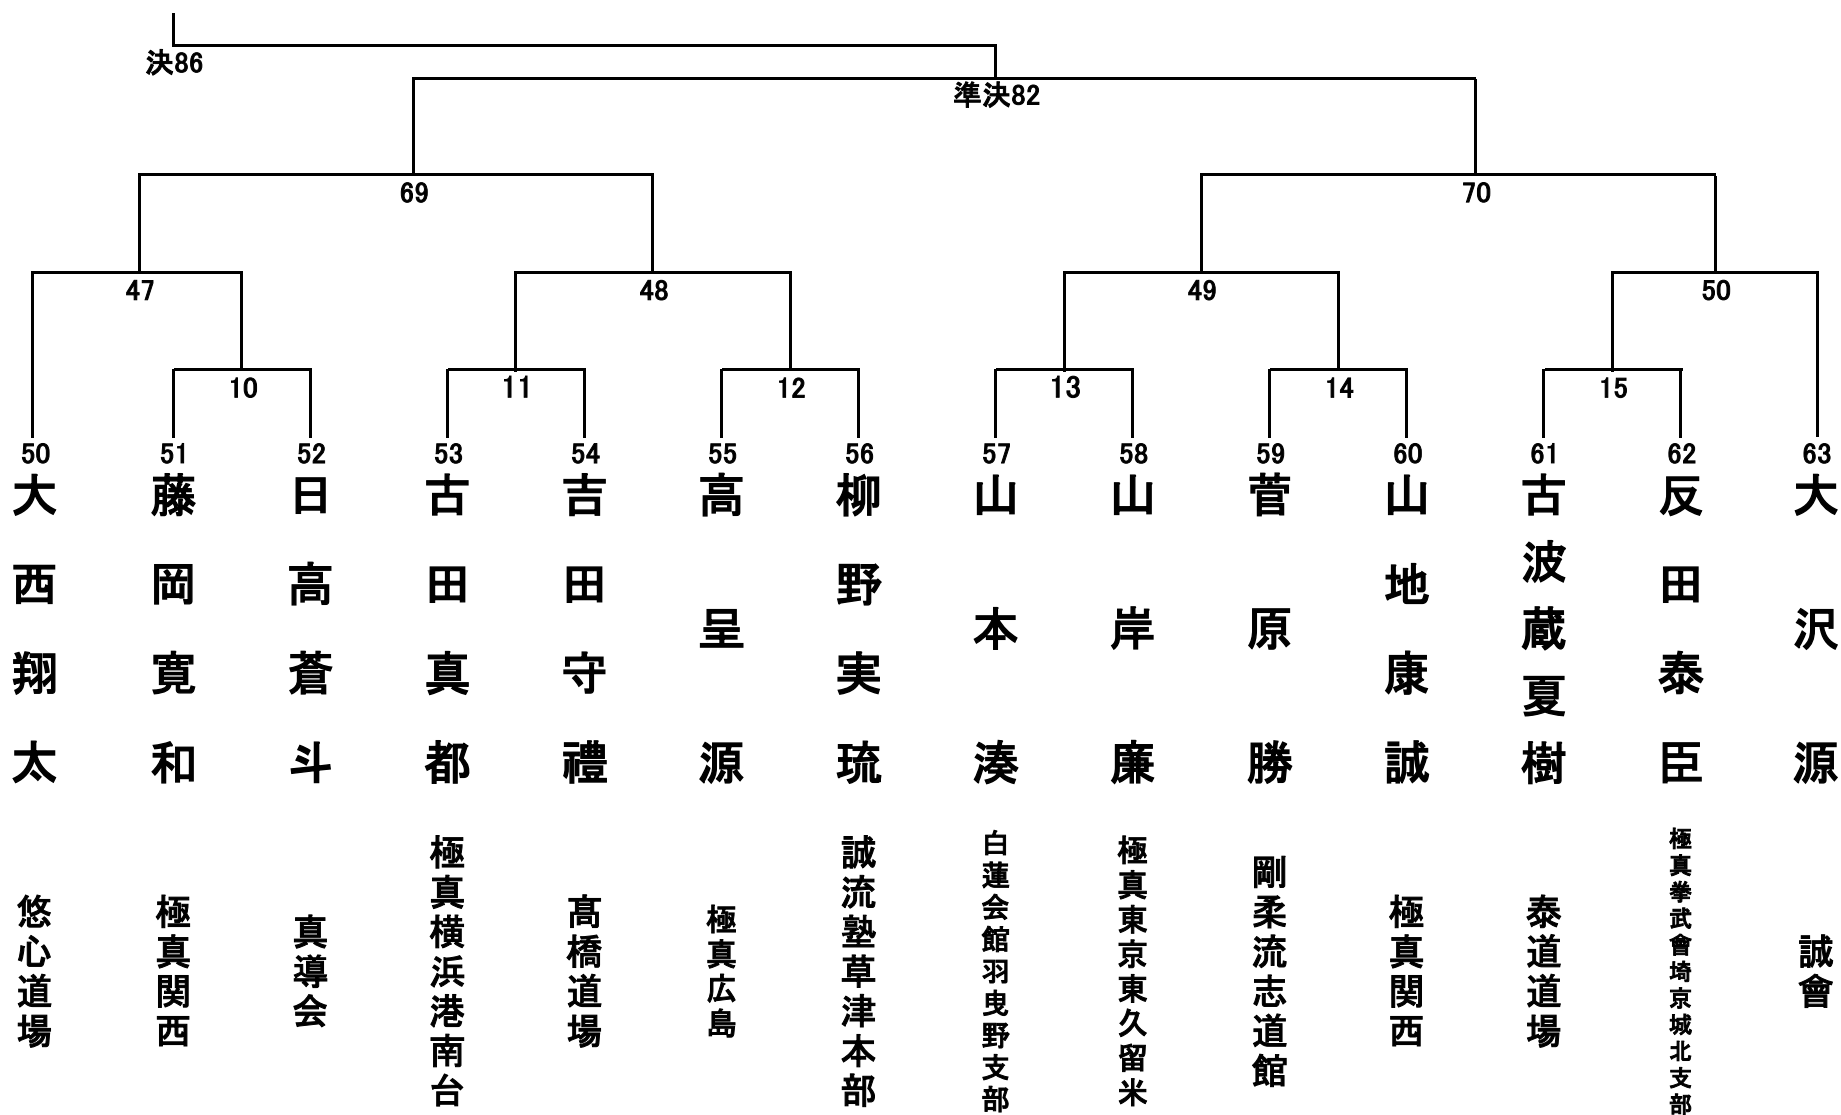 決86
準決82
69
70
47
48
49
50
10
11
12
13
14
15
50
51
52
53
54
55
56
57
58
59
60
61
62
63
大西翔太
藤岡寛和
日高蒼斗
古田真都
吉田守禮
高呈源
柳野実琉
山本湊
山岸廉
菅原勝
山地康誠
古波蔵夏樹
反田泰臣
大沢源
悠心道場
極真関西
真導会
極真横浜港南台
髙橋道場
極真広島
誠流塾草津本部
白蓮会館羽曳野支部
極真東京東久留米
剛柔流志道館
極真関西
泰道道場
極真拳武會埼京城北支部
誠會